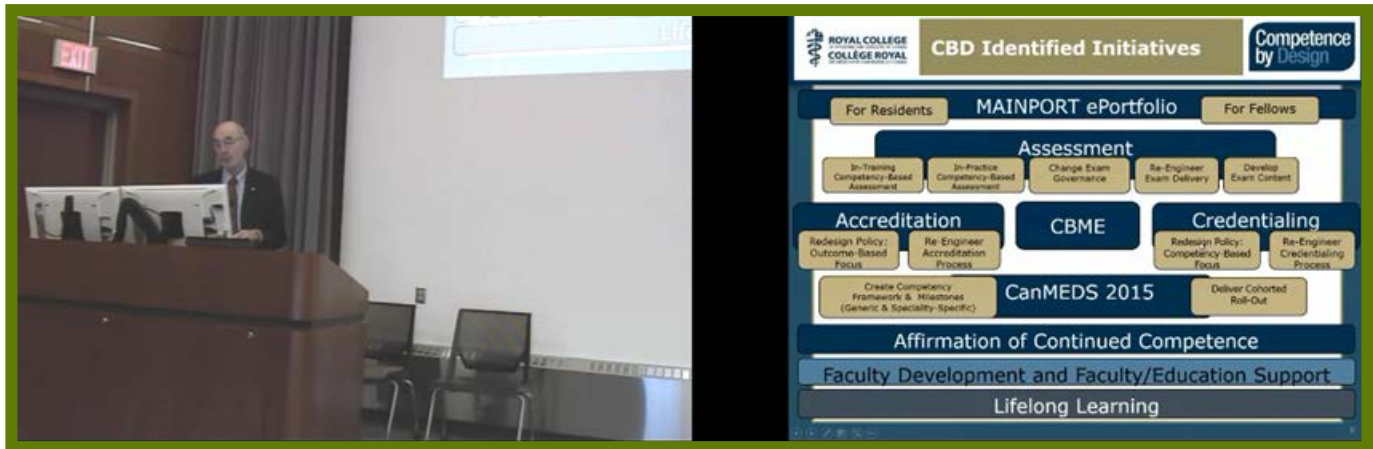 EXIT
ROYAL COLLEGE
COLLÈGE ROYAL
CBD Identified Initiatives
Competence
by Design
For Residents
MAINPORT ePortfolio
For Fellows
Assessment
In-Training
Competency-Based
Assessment
In-Practice
Competency-Based
Assessment
Change Exam
Governance
Re-Engineer
Exam Delivery
Develop
Exam Content
Accreditation
CBME
Credentialing
Redesign Policy:
Outcome-Based
Focus
Re-Engineer
Accreditation
Process
Redesign Policy:
Competency-Based
Focus
Re-Engineer
Credentialing
Process
Create Competency
Framework & Milestones
(Generic & Speciality-Specific)
CanMEDS 2015
Deliver Cohorted
Roll-Out
Affirmation of Continued Competence
Faculty Development and Faculty/Education Support
Lifelong Learning